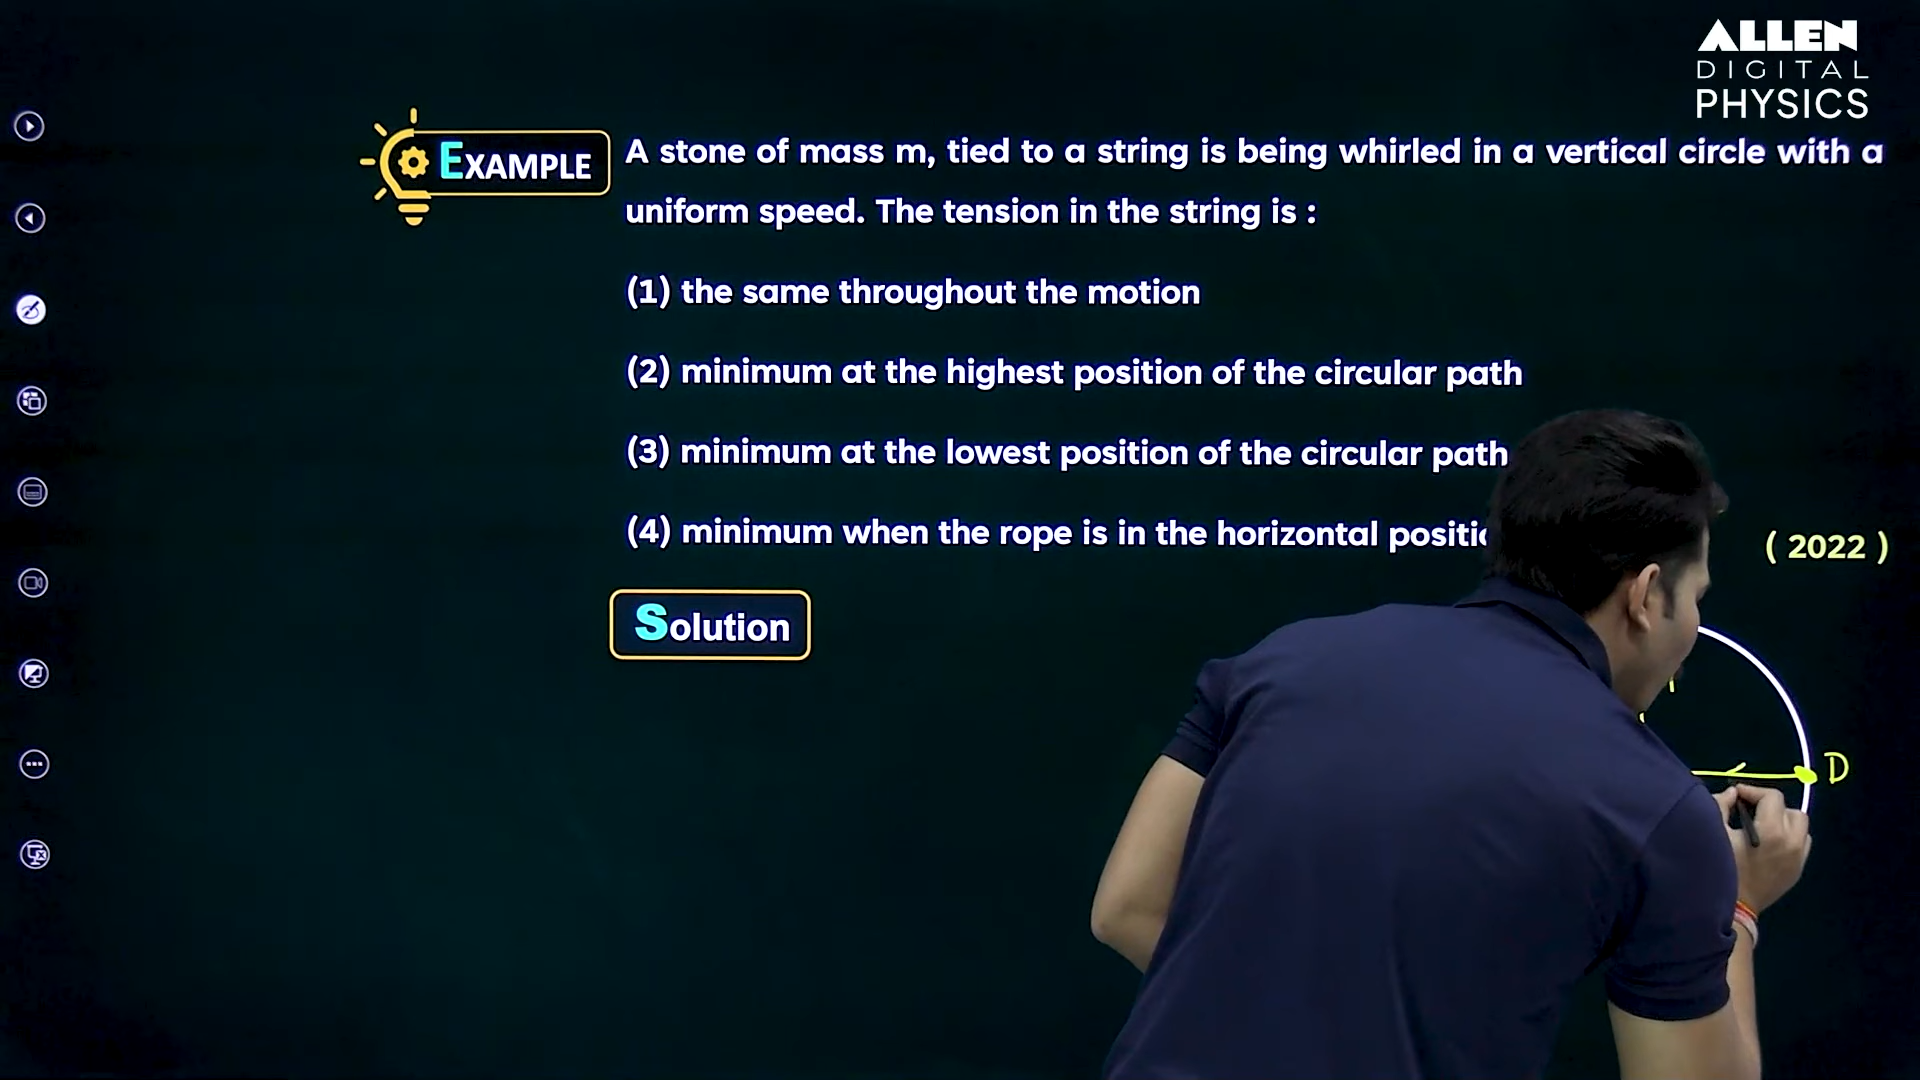 ALLEN
DIGITAL
PHYSICS
EXAMPLE
A stone of mass m, tied to a string is being whirled in a vertical circle with a
uniform speed. The tension in the string is :
(1) the same throughout the motion
(2) minimum at the highest position of the circular path
(3) minimum at the lowest position of the circular path
(4) minimum when the rope is in the horizontal
( 2022 )
Solution
D